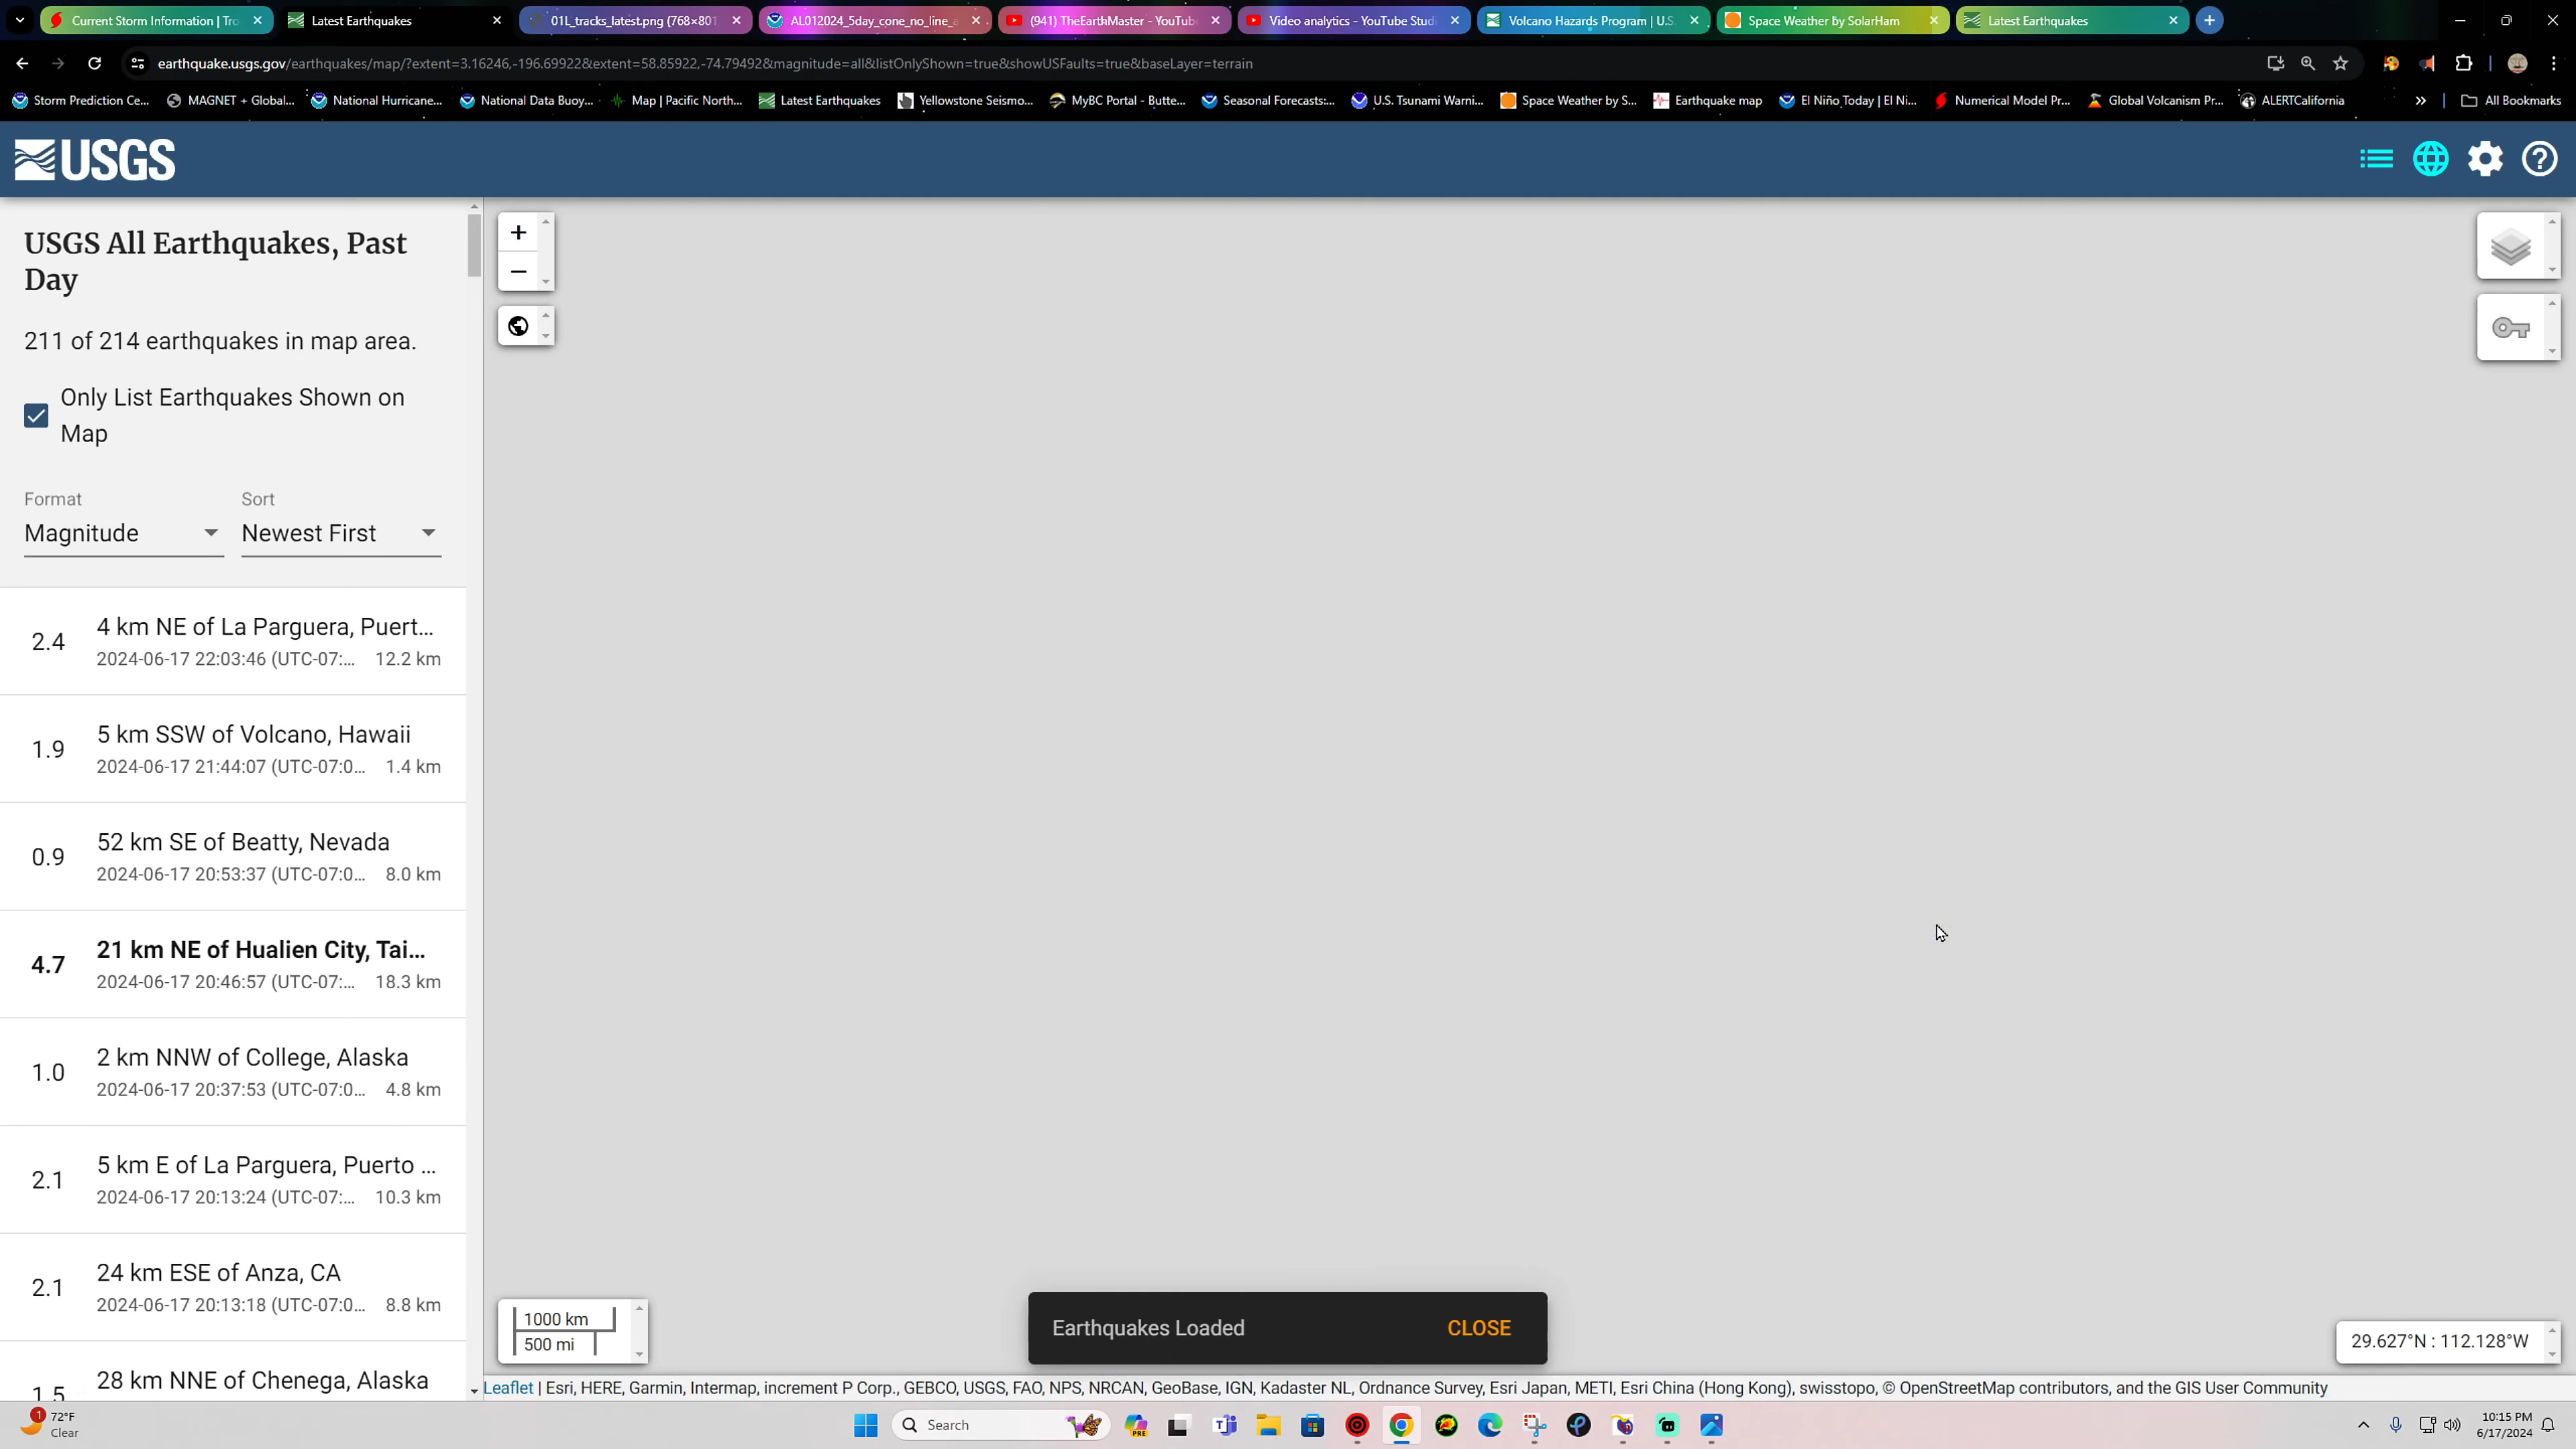 Current Storm Information | Tro
Latest Earthquakes
01L_tracks_latest.png (768×801
AL012024_5day_cone_no_line_a
(941) TheEarthMaster - YouTube
Video analytics - YouTube Studi
Volcano Hazards Program | U.S.
Space Weather by SolarHam
Latest Earthquakes
earthquake.usgs.gov/earthquakes/map/?extent=3.16246,-196.69922&extent=58.85922,-74.79492&magnitude=all&listOnlyShown=true&showUSFaults=true&baseLayer=terrain
Storm Prediction Ce...
MAGNET + Global...
National Hurricane...
National Data Buoy...
Map | Pacific North...
Latest Earthquakes
Yellowstone Seismo...
MyBC Portal - Butte...
Seasonal Forecasts:...
U.S. Tsunami Warni...
Space Weather by S...
Earthquake map
El Niño Today | El Ni...
Numerical Model Pr...
Global Volcanism Pr...
ALERTCalifornia
All Bookmarks
USGS
USGS All Earthquakes, Past
Day
211 of 214 earthquakes in map area.
Only List Earthquakes Shown on
Map
Format
Sort
Magnitude
Newest First
2.4
4 km NE of La Parguera, Puert...
2024-06-17 22:03:46 (UTC-07:... 12.2 km
1.9
5 km SSW of Volcano, Hawaii
2024-06-17 21:44:07 (UTC-07:0... 1.4 km
0.9
52 km SE of Beatty, Nevada
2024-06-17 20:53:37 (UTC-07:0... 8.0 km
4.7
21 km NE of Hualien City, Tai...
2024-06-17 20:46:57 (UTC-07:... 18.3 km
1.0
2 km NNW of College, Alaska
2024-06-17 20:37:53 (UTC-07:0... 4.8 km
2.1
5 km E of La Parguera, Puerto ...
2024-06-17 20:13:24 (UTC-07:... 10.3 km
2.1
24 km ESE of Anza, CA
2024-06-17 20:13:18 (UTC-07:0... 8.8 km
1.5
28 km NNE of Chenega, Alaska
1000 km
500 mi
Earthquakes Loaded
CLOSE
29.627°N : 112.128°W
Leaflet | Esri, HERE, Garmin, Intermap, increment P Corp., GEBCO, USGS, FAO, NPS, NRCAN, GeoBase, IGN, Kadaster NL, Ordnance Survey, Esri Japan, METI, Esri China (Hong Kong), swisstopo, © OpenStreetMap contributors, and the GIS User Community
1
72°F
Clear
Search
PRE
10:15 PM
6/17/2024